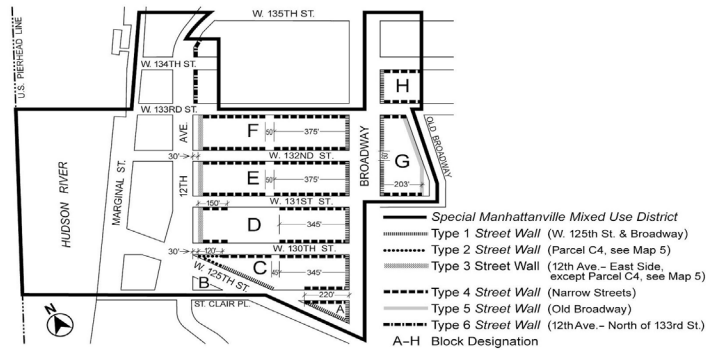 W. 135TH ST.
U.S. PIERHEAD LINE
W. 134TH ST.
H
W. 133RD ST.
AVE.
F
50'
375'
30'
W. 132ND ST.
BROADWAY
OLD BROADWAY
G
203'
HUDSON RIVER
MARGINAL ST.
12TH
E
50'
375'
150'
W. 131ST ST.
D
345'
30'
120'
W. 130TH ST.
C
45'
345'
W. 125TH ST.
B
220'
A
ST. CLAIR PL.
N
Special Manhattanville Mixed Use District
Type 1 Street Wall (W. 125th St. & Broadway)
Type 2 Street Wall (Parcel C4, see Map 5)
Type 3 Street Wall (12th Ave.– East Side,
except Parcel C4, see Map 5)
Type 4 Street Wall (Narrow Streets)
Type 5 Street Wall (Old Broadway)
Type 6 Street Wall (12th Ave.– North of 133rd St.)
A–H Block Designation